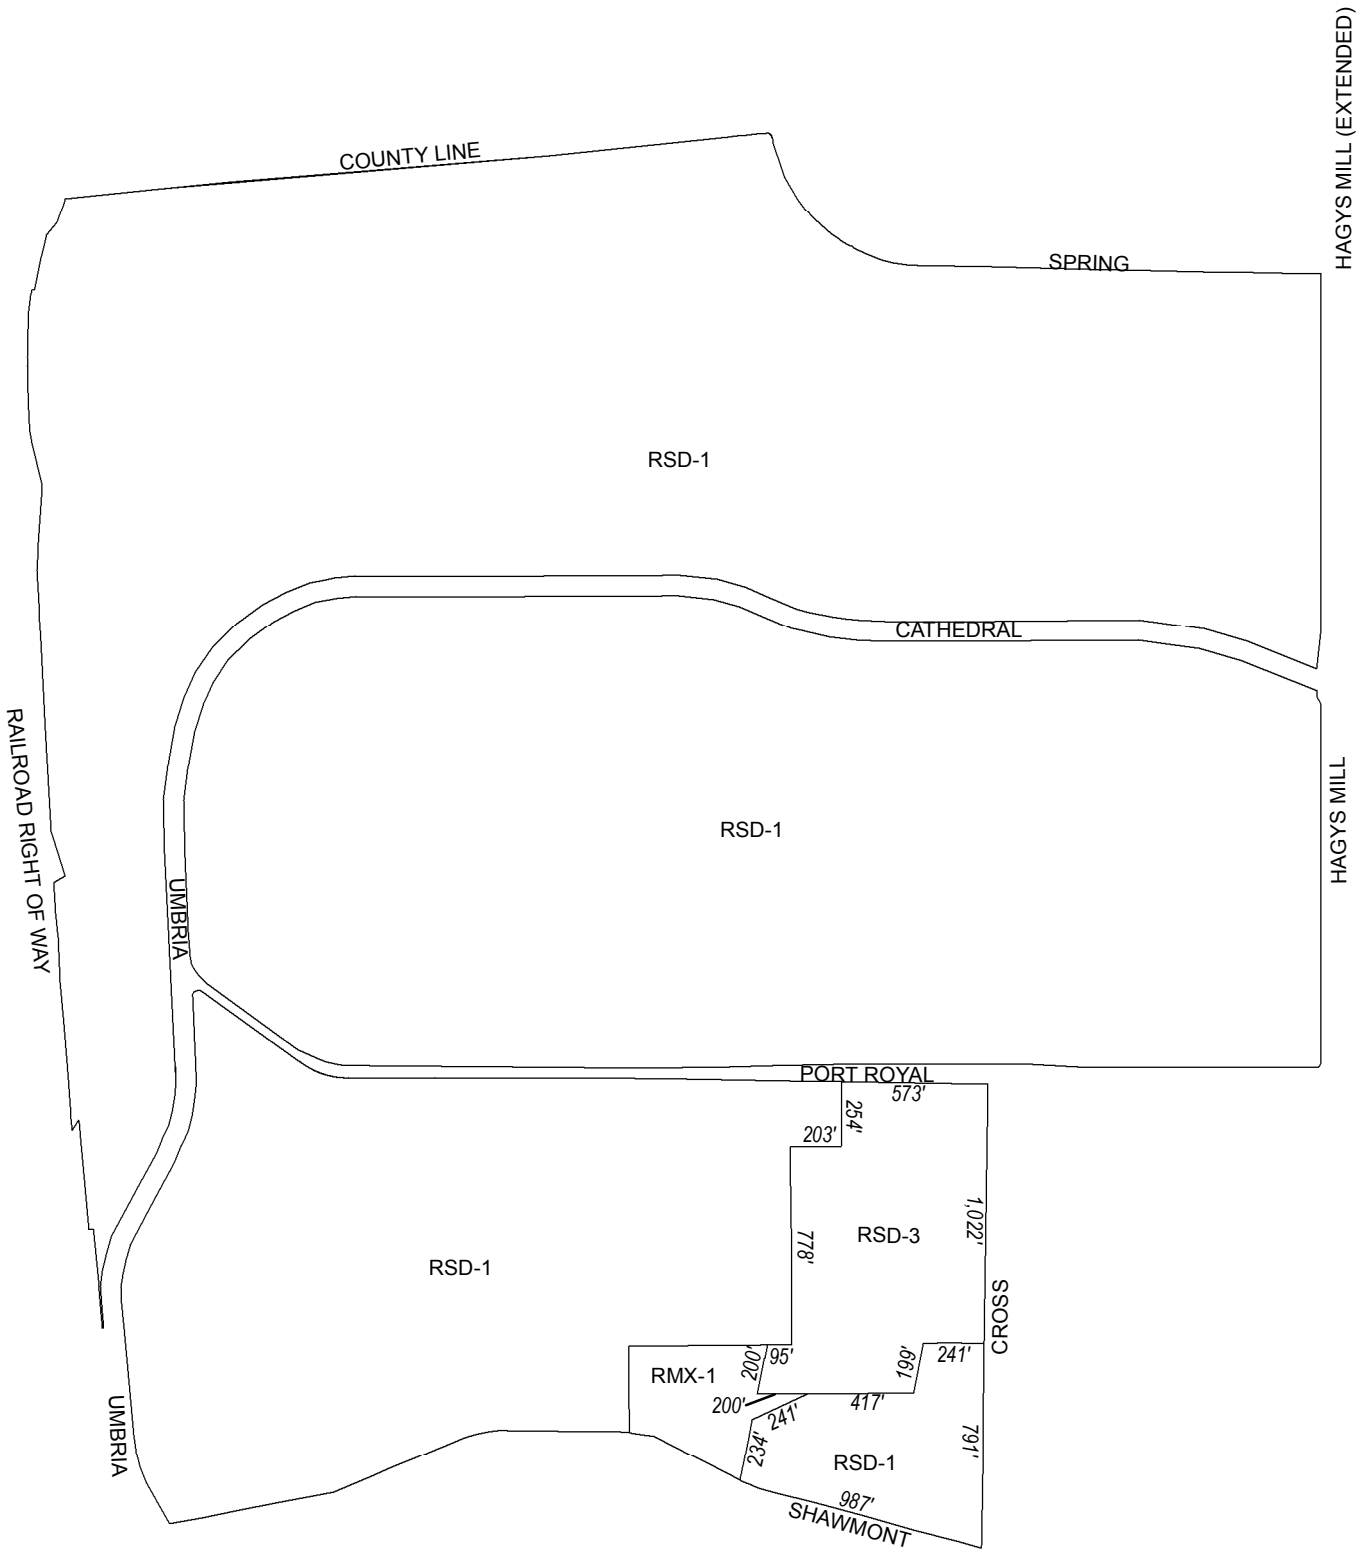 HAGYS MILL (EXTENDED)
COUNTY LINE
SPRING
RSD-1
CATHEDRAL
RAILROAD RIGHT OF WAY
HAGYS MILL
RSD-1
UMBRIA
PORT ROYAL
573'
254'
203'
1,022'
RSD-3
778'
RSD-1
CROSS
200'
95'
199'
241'
RMX-1
200'
241'
417'
UMBRIA
234'
791'
RSD-1
987'
SHAWMONT